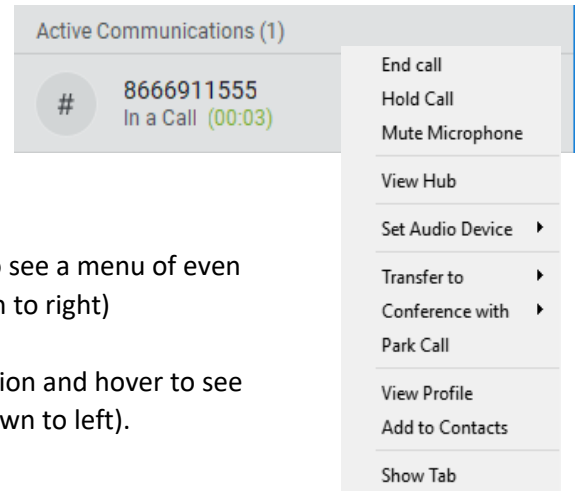 Active Communications (1)
#
8666911555
In a Call (00:03)
End call
Hold Call
Mute Microphone
View Hub
Set Audio Device
Transfer to
Conference with
Park Call
View Profile
Add to Contacts
Show Tab
see a menu of even
to right)
and hover to see
to left).